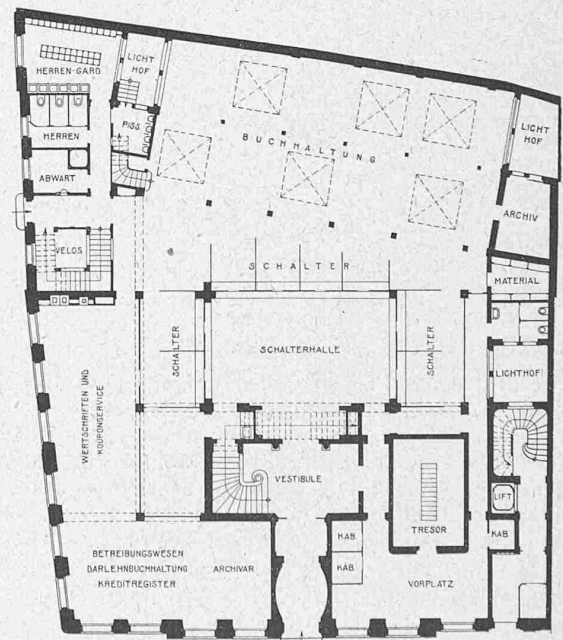 LICHT
HOF
HERREN-GARD
PISS.
HERREN
ABWART
VELOS
BUCHHALTUNG
LICHT
HOF
ARCHIV
MATERIAL
SCHALTER
SCHALTER
SCHALTERHALLE
SCHALTER
LICHTHOF
WERTSCHRIFTEN UND
KOUPONSERVICE
VESTIBULE
TRESOR
LIFT
KAB.
KAB.
KAB
BETREIBUNGSWESEN
DARLEHNBUCHHALTUNG
KREDITREGISTER
ARCHIVAR
VORPLATZ